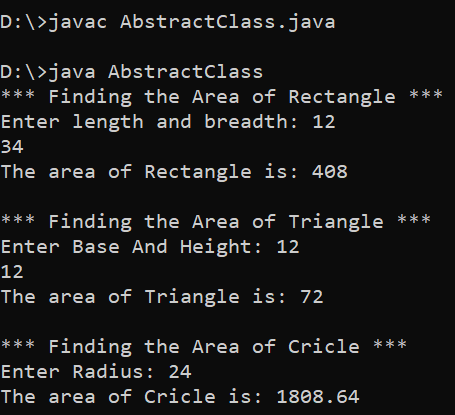 D:\>javac AbstractClass.java
D:\>java AbstractClass
*** Finding the Area of Rectangle ***
Enter length and breadth: 12
34
The area of Rectangle is: 408
*** Finding the Area of Triangle ***
Enter Base And Height: 12
12
The area of Triangle is: 72
*** Finding the Area of Cricle ***
Enter Radius: 24
The area of Cricle is: 1808.64